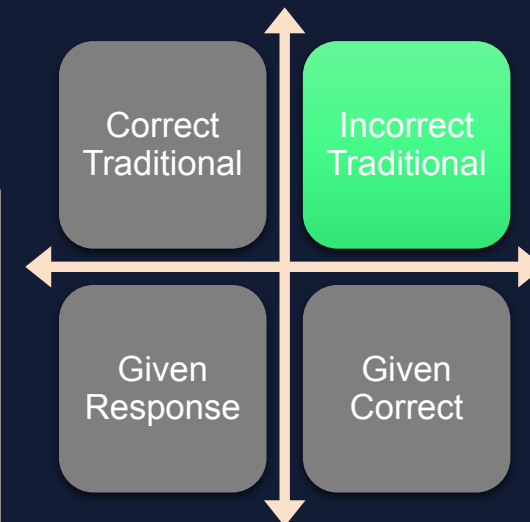 Correct
Traditional
Incorrect
Traditional
Given
Response
Given
Correct